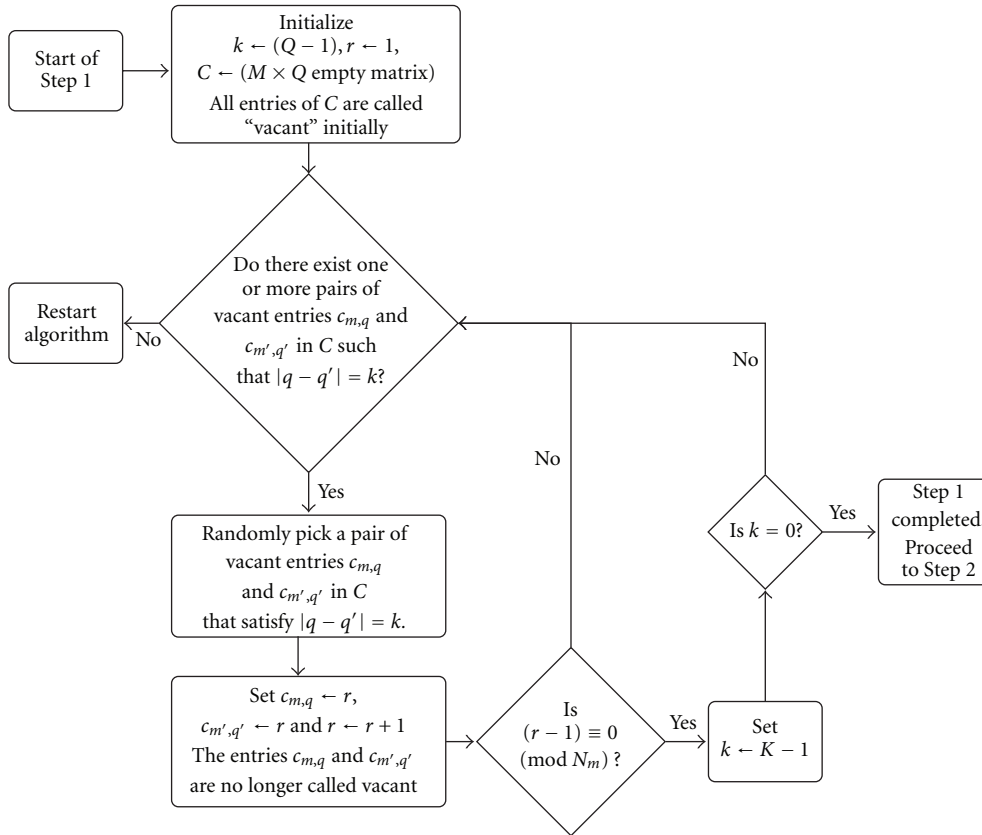 Start of
Step 1
Initialize
k ← (Q − 1), r ← 1,
C ← (M × Q empty matrix)
All entries of C are called
“vacant” initially
Do there exist one
or more pairs of
vacant entries c_{m,q} and
c_{m′,q′} in C such
that |q − q′| = k?
No
Restart
algorithm
Yes
Randomly pick a pair of
vacant entries c_{m,q}
and c_{m′,q′} in C
that satisfy |q − q′| = k.
Set c_{m,q} ← r,
c_{m′,q′} ← r and r ← r + 1
The entries c_{m,q} and c_{m′,q′}
are no longer called vacant
Is
(r − 1) ≡ 0
(mod N_m) ?
No
Yes
Set
k ← K − 1
Is k = 0?
No
Yes
Step 1
completed.
Proceed
to Step 2